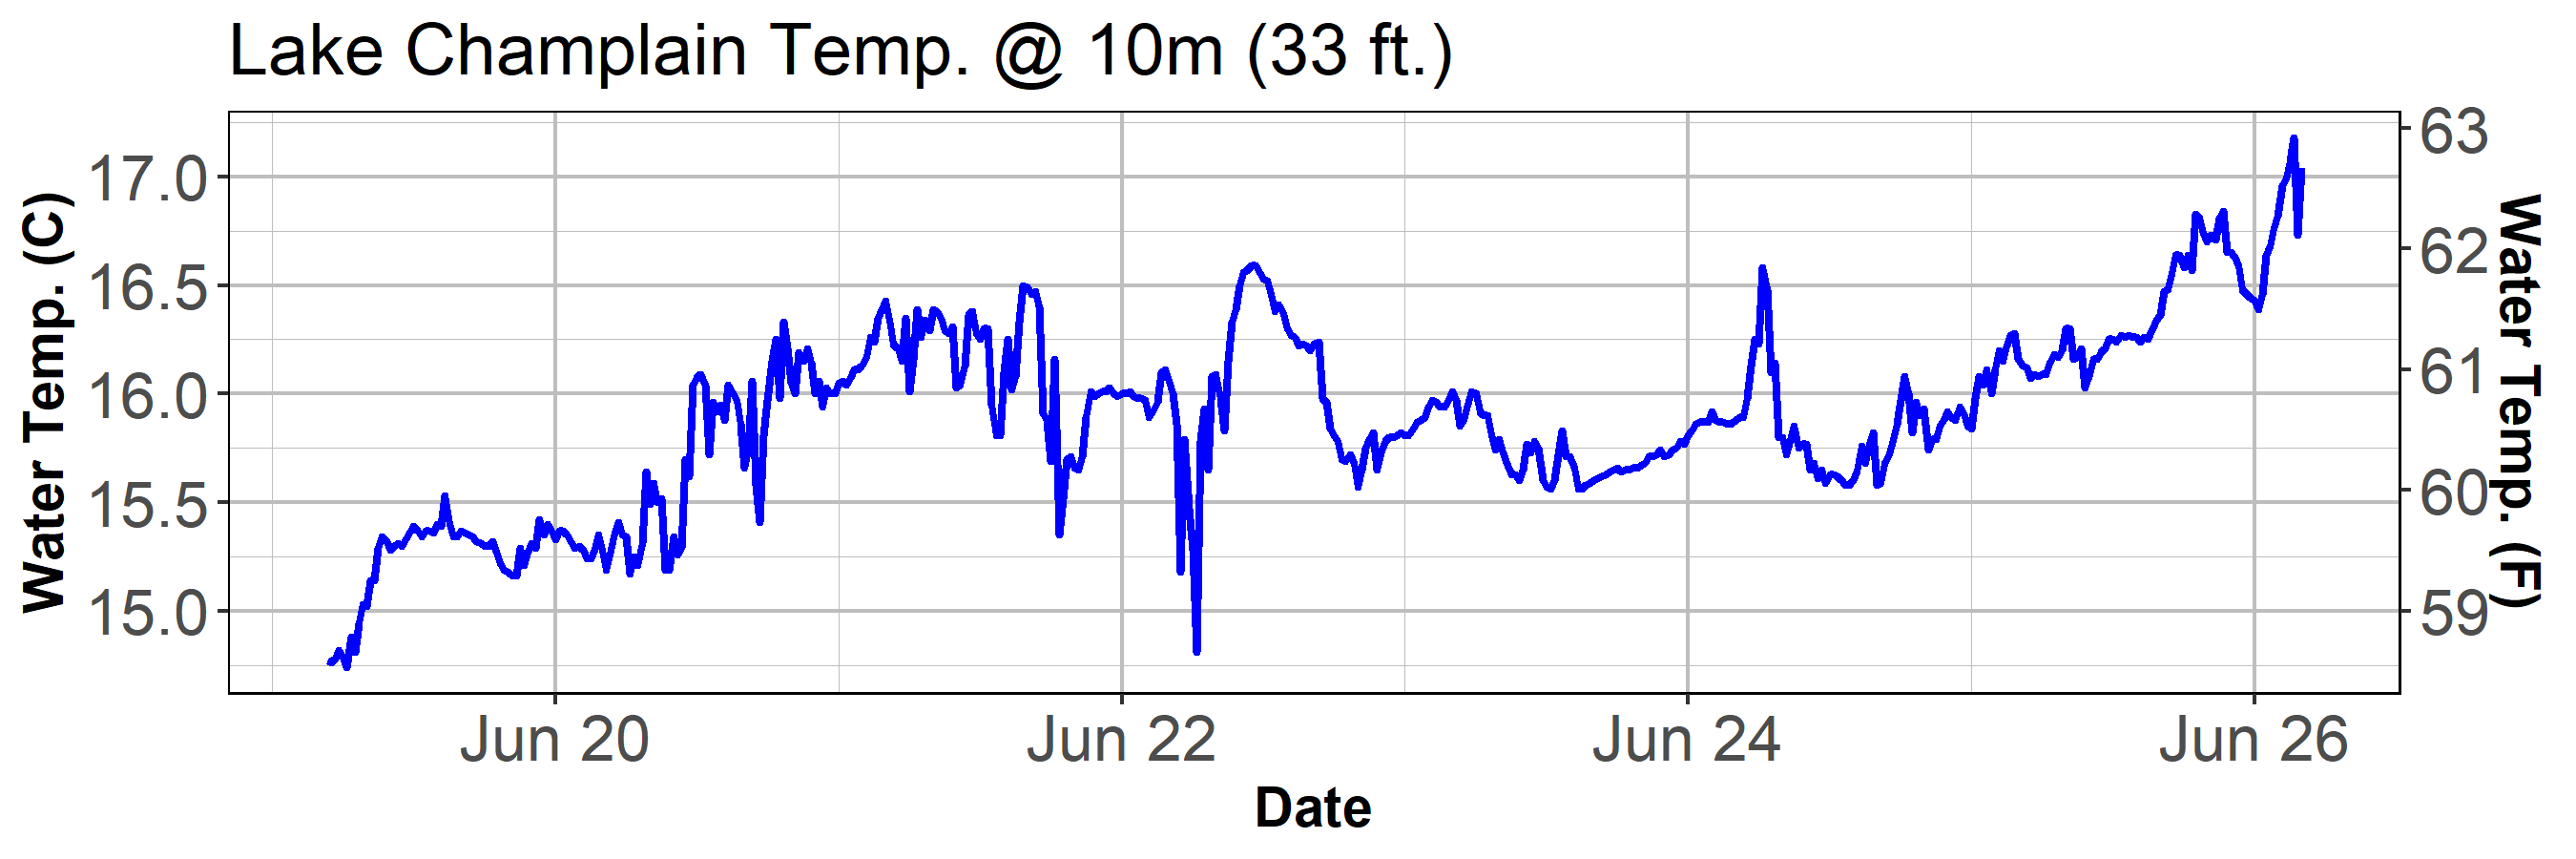 Lake Champlain Temp. @ 10m (33 ft.)
Water Temp. (C)
17.0
16.5
16.0
15.5
15.0
63
62
61
60
59
Water Temp. (F)
Jun 20 Jun 22 Jun 24 Jun 26
Date